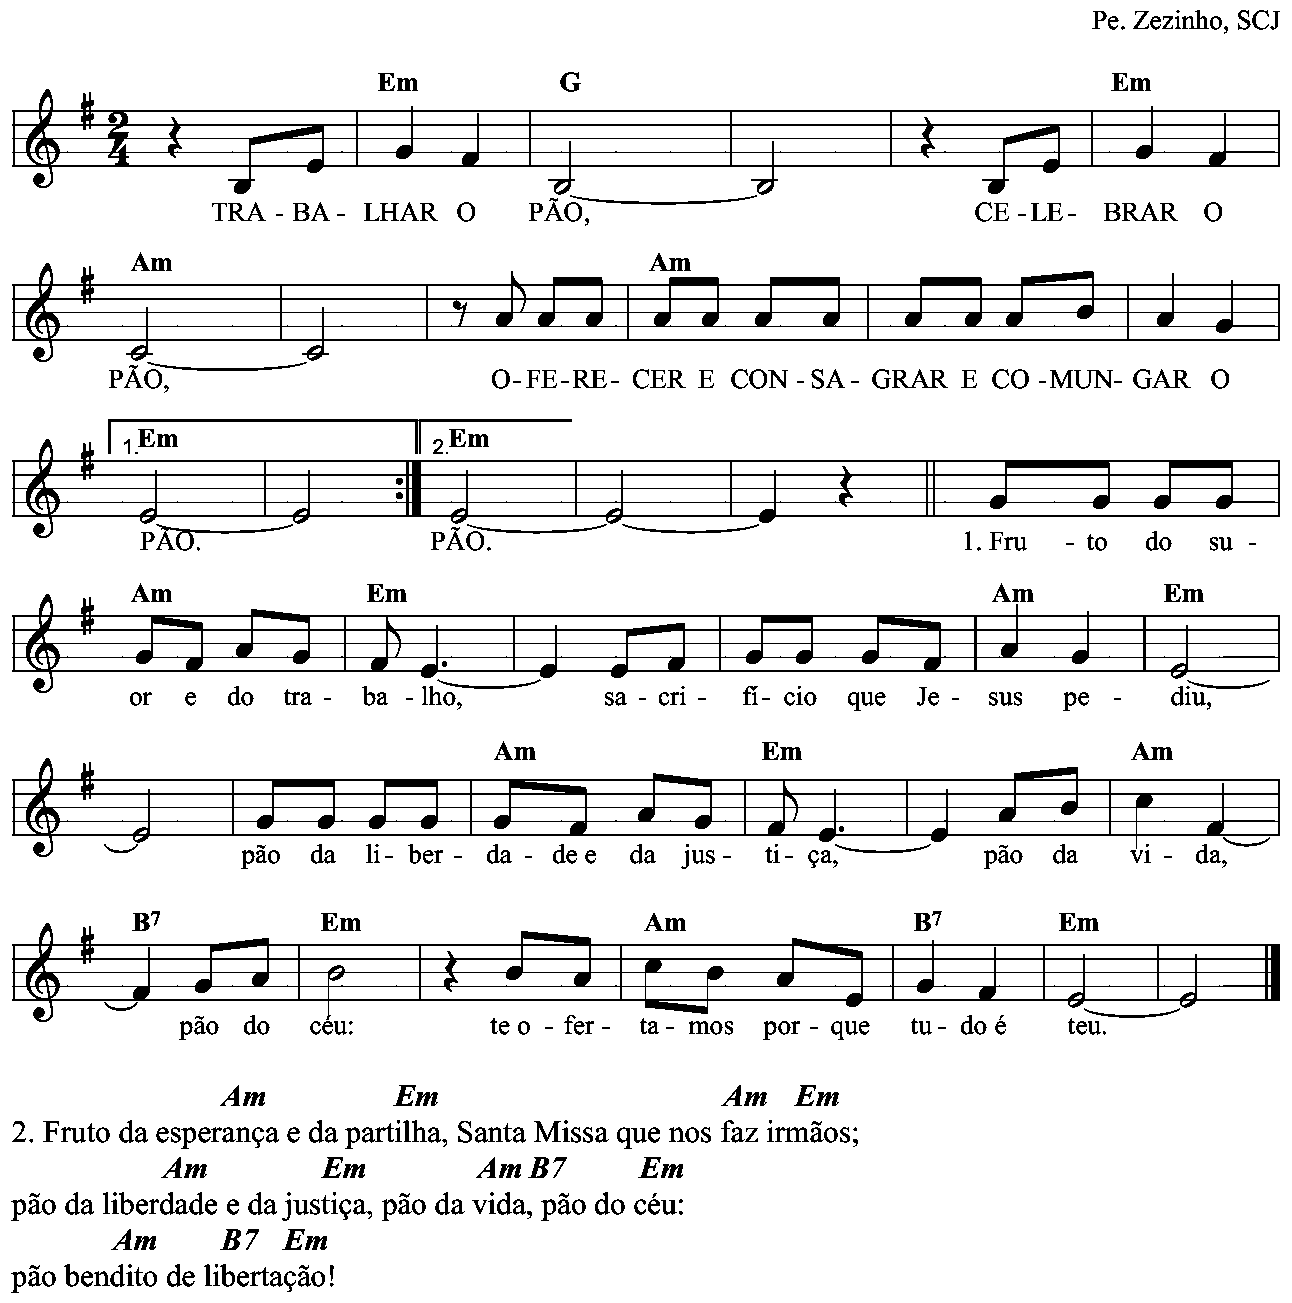 Pe. Zezinho, SCJ
Em G Em
2/4
TRA - BA - LHAR O PÃO, CE - LE - BRAR O
Am Am
PÃO, O - FE - RE - CER E CON - SA - GRAR E CO - MUN - GAR O
1. Em 2. Em
PÃO. PÃO. 1. Fru - to do su -
Am Em Am Em
or e do tra - ba - lho, sa - cri - fí - cio que Je - sus pe - diu,
Am Em Am
pão da li - ber - da - de e da jus - ti - ça, pão da vi - da,
B7 Em Am B7 Em
pão do céu: te o - fer - ta - mos por - que tu - do é teu.
Am Em Am Em
2. Fruto da esperança e da partilha, Santa Missa que nos faz irmãos;
Am Em Am B7 Em
pão da liberdade e da justiça, pão da vida, pão do céu:
Am B7 Em
pão bendito de libertação!